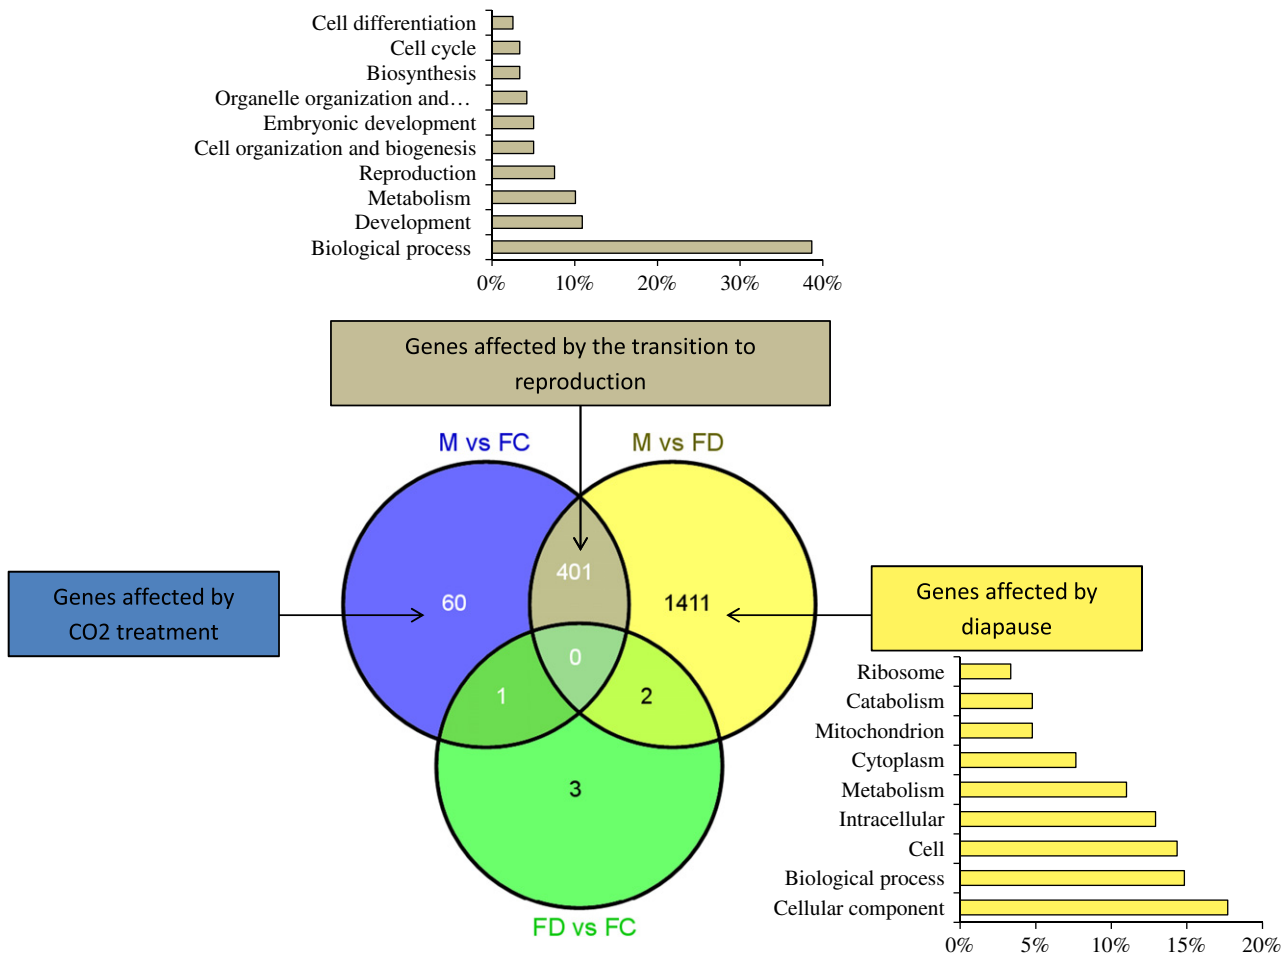 Cell differentiation
Cell cycle
Biosynthesis
Organelle organization and…
Embryonic development
Cell organization and biogenesis
Reproduction
Metabolism
Development
Biological process
0% 10% 20% 30% 40%
Genes affected by the transition to
reproduction
M vs FC
M vs FD
Genes affected by
CO2 treatment
60
401
1411
Genes affected by
diapause
0
1
2
3
FD vs FC
Ribosome
Catabolism
Mitochondrion
Cytoplasm
Metabolism
Intracellular
Cell
Biological process
Cellular component
0% 5% 10% 15% 20%